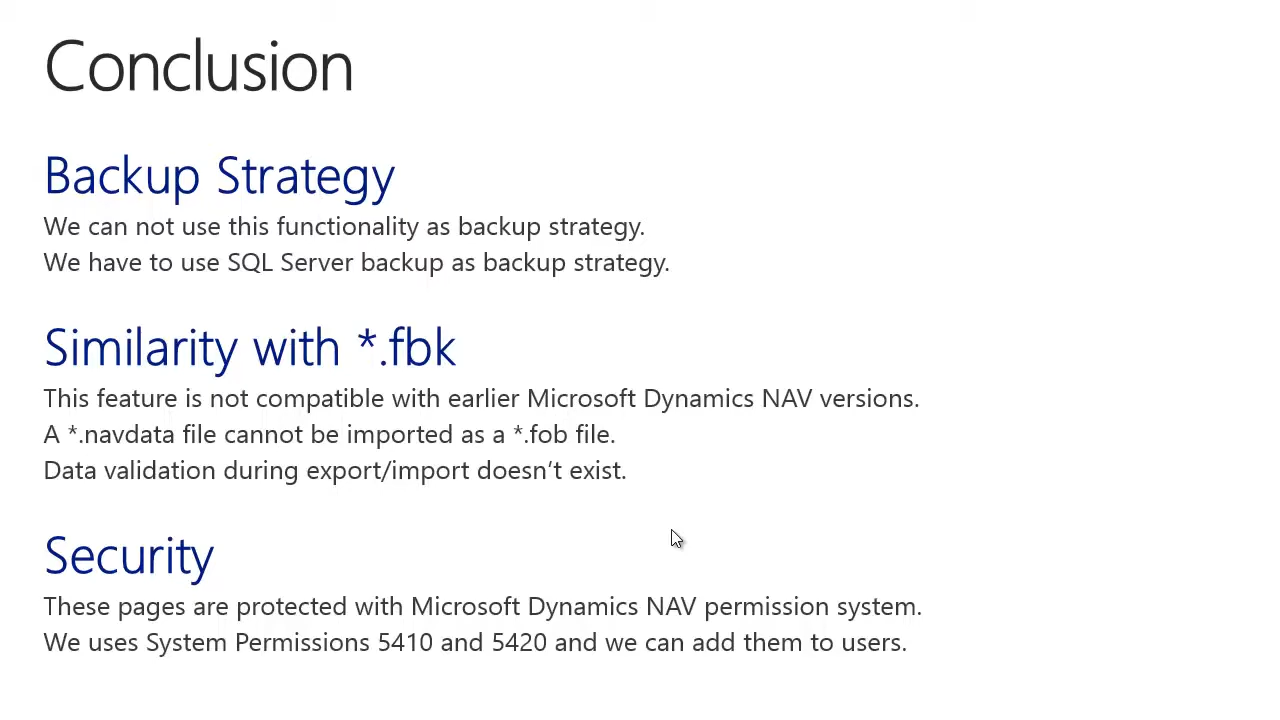 Conclusion
Backup Strategy
We can not use this functionality as backup strategy.
We have to use SQL Server backup as backup strategy.
Similarity with *.fbk
This feature is not compatible with earlier Microsoft Dynamics NAV versions.
A *.navdata file cannot be imported as a *.fob file.
Data validation during export/import doesn’t exist.
Security
These pages are protected with Microsoft Dynamics NAV permission system.
We uses System Permissions 5410 and 5420 and we can add them to users.